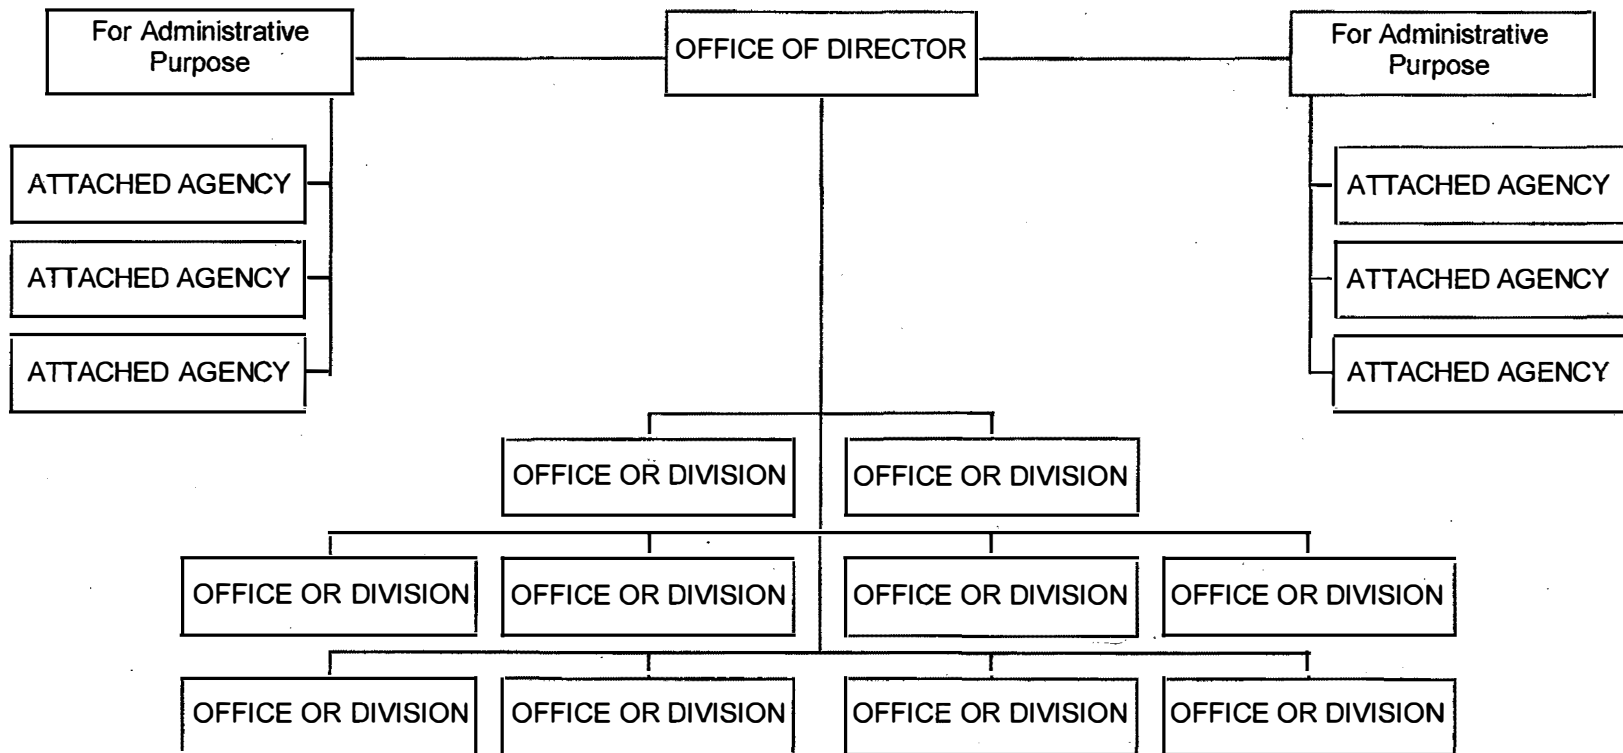 For Administrative
Purpose
OFFICE OF DIRECTOR
For Administrative
Purpose
ATTACHED AGENCY
ATTACHED AGENCY
ATTACHED AGENCY
ATTACHED AGENCY
ATTACHED AGENCY
ATTACHED AGENCY
OFFICE OR DIVISION
OFFICE OR DIVISION
OFFICE OR DIVISION
OFFICE OR DIVISION
OFFICE OR DIVISION
OFFICE OR DIVISION
OFFICE OR DIVISION
OFFICE OR DIVISION
OFFICE OR DIVISION
OFFICE OR DIVISION